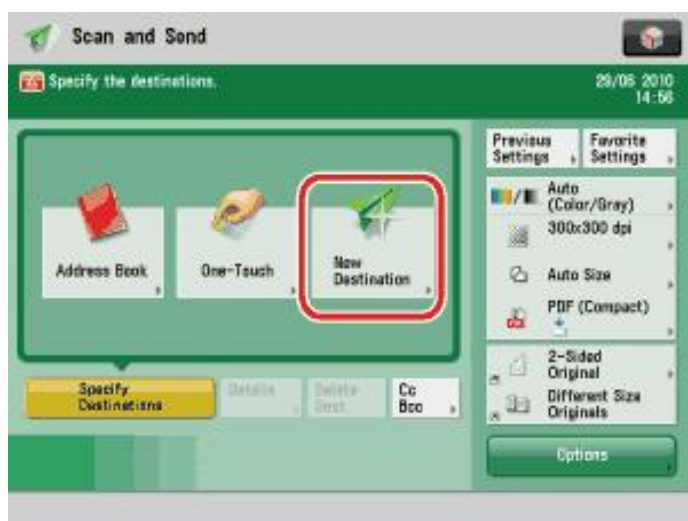 Scan and Send
Specify the destinations.
29/06 2010
14:56
Previous
Settings
Favorite
Settings
Auto
(Color/Gray)
300x300 dpi
Address Book
One-Touch
New
Destination
Auto Size
PDF (Compact)
2-Sided
Original
Specify
Destinations
Details
Delete
Dest.
Cc
Bcc
Different Size
Originals
Options